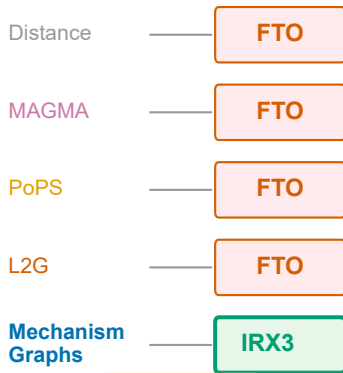 Distance FTO
MAGMA FTO
PoPS FTO
L2G FTO
Mechanism
Graphs IRX3